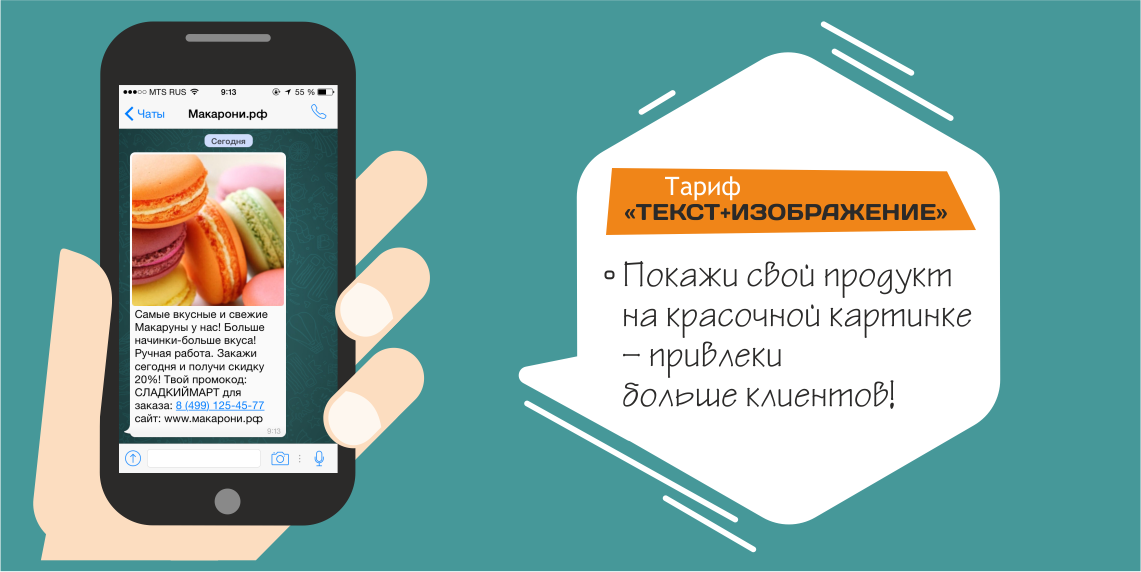 MTS RUS 9:13 55 %
Чаты Макарони.рф
Сегодня
Самые вкусные и свежие
Макаруны у нас! Больше
начинки-больше вкуса!
Ручная работа. Закажи
сегодня и получи скидку
20%! Твой промокод:
СЛАДКИЙМАРТ для
заказа: 8 (499) 125-45-77
сайт: www.макарони.рф
9:13
Тариф
«ТЕКСТ+ИЗОБРАЖЕНИЕ»
Покажи свой продукт
на красочной картинке
– привлеки
больше клиентов!